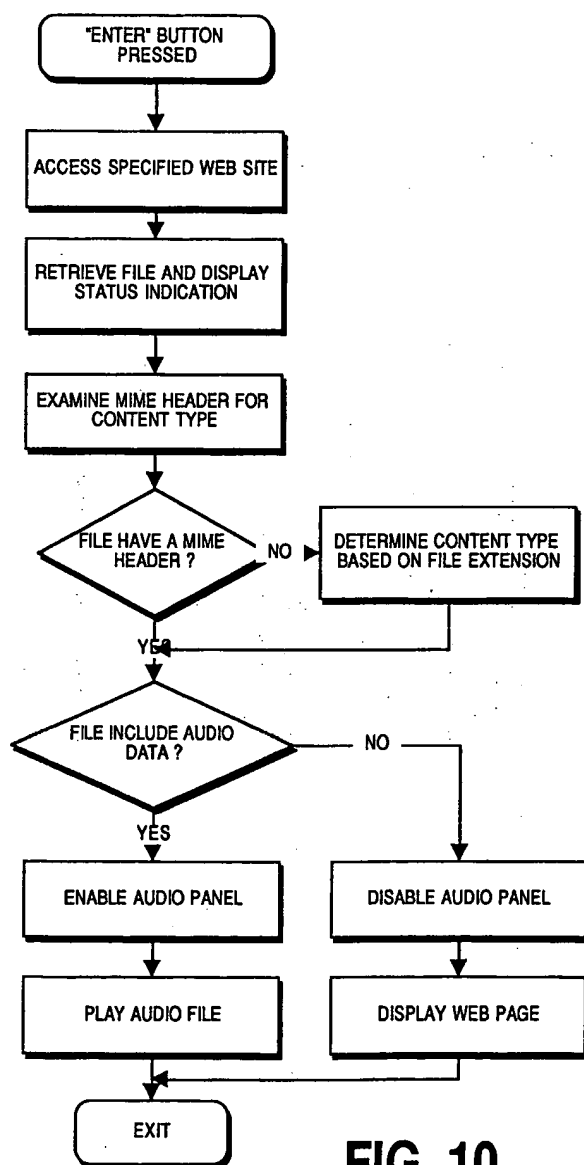 "ENTER" BUTTON
PRESSED
ACCESS SPECIFIED WEB SITE
RETRIEVE FILE AND DISPLAY
STATUS INDICATION
EXAMINE MIME HEADER FOR
CONTENT TYPE
FILE HAVE A MIME
HEADER ?
NO
DETERMINE CONTENT TYPE
BASED ON FILE EXTENSION
YES
FILE INCLUDE AUDIO
DATA ?
NO
YES
ENABLE AUDIO PANEL
DISABLE AUDIO PANEL
PLAY AUDIO FILE
DISPLAY WEB PAGE
EXIT
FIG. 10